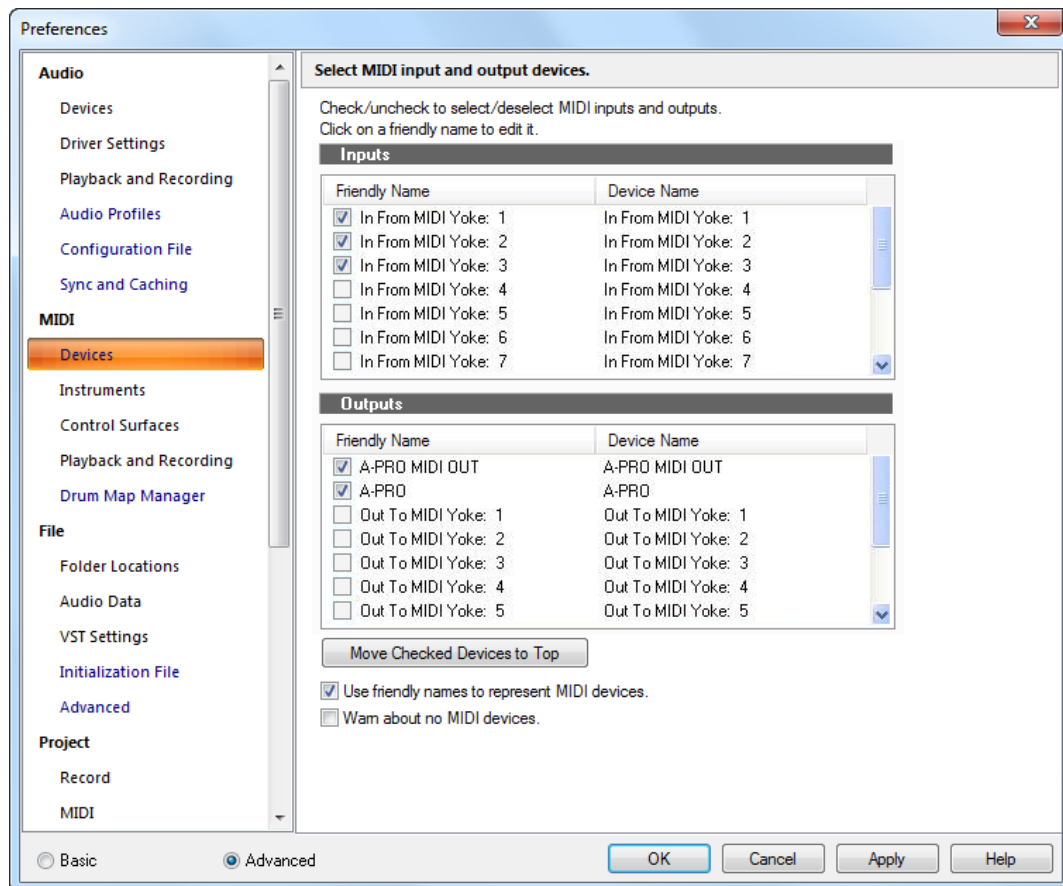 Preferences
Audio
Devices
Driver Settings
Playback and Recording
Audio Profiles
Configuration File
Sync and Caching
MIDI
Devices
Instruments
Control Surfaces
Playback and Recording
Drum Map Manager
File
Folder Locations
Audio Data
VST Settings
Initialization File
Advanced
Project
Record
MIDI
Select MIDI input and output devices.
Check/uncheck to select/deselect MIDI inputs and outputs.
Click on a friendly name to edit it.
Inputs
Friendly Name Device Name
In From MIDI Yoke: 1 In From MIDI Yoke: 1
In From MIDI Yoke: 2 In From MIDI Yoke: 2
In From MIDI Yoke: 3 In From MIDI Yoke: 3
In From MIDI Yoke: 4 In From MIDI Yoke: 4
In From MIDI Yoke: 5 In From MIDI Yoke: 5
In From MIDI Yoke: 6 In From MIDI Yoke: 6
In From MIDI Yoke: 7 In From MIDI Yoke: 7
Outputs
Friendly Name Device Name
A-PRO MIDI OUT A-PRO MIDI OUT
A-PRO A-PRO
Out To MIDI Yoke: 1 Out To MIDI Yoke: 1
Out To MIDI Yoke: 2 Out To MIDI Yoke: 2
Out To MIDI Yoke: 3 Out To MIDI Yoke: 3
Out To MIDI Yoke: 4 Out To MIDI Yoke: 4
Out To MIDI Yoke: 5 Out To MIDI Yoke: 5
Move Checked Devices to Top
Use friendly names to represent MIDI devices.
Warn about no MIDI devices.
Basic Advanced OK Cancel Apply Help